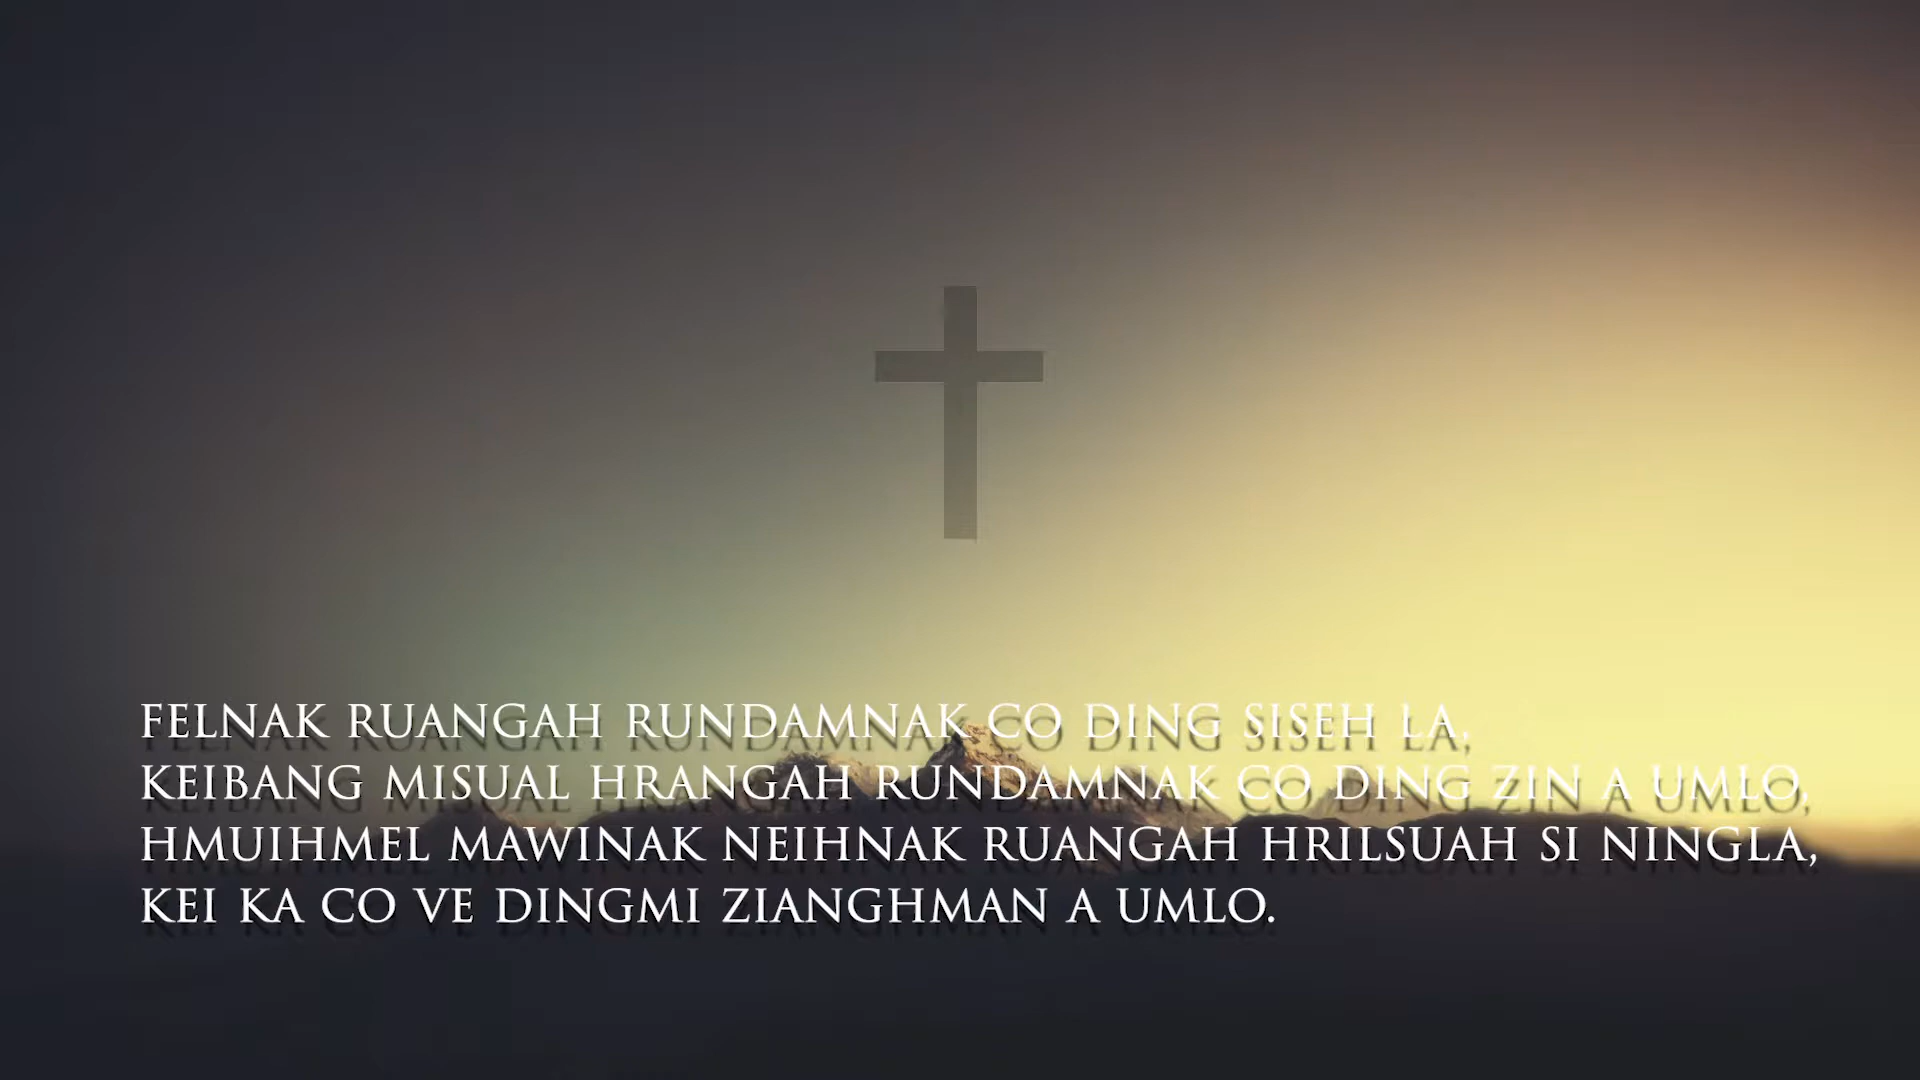 FELNAK RUANGAH RUNDAMNAK CO DING SISEH LA,
KEIBANG MISUAL HRANGAH RUNDAMNAK CO DING ZIN A UMLO,
HMUIHMEL MAWINAK NEIHNAK RUANGAH HRILSUAH SI NINGLA,
KEI KA CO VE DINGMI ZIANGHMAN A UMLO.